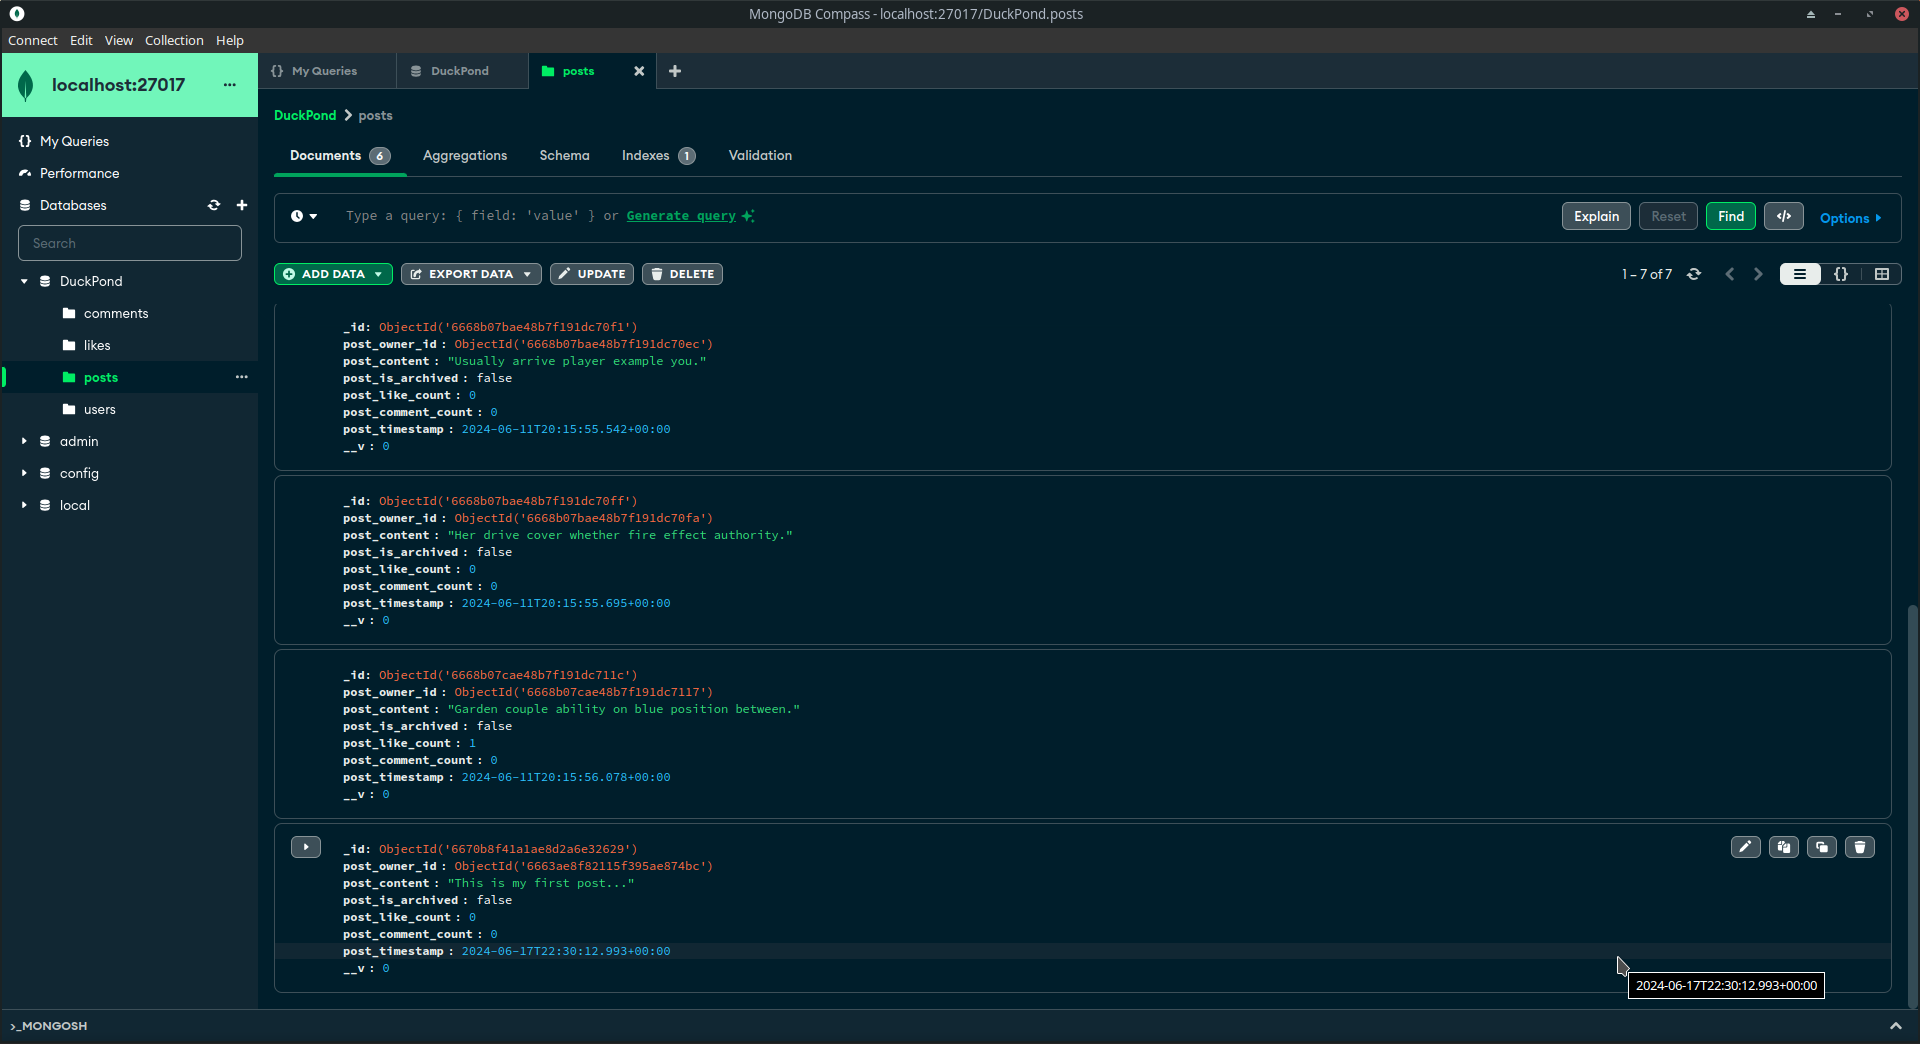 MongoDB Compass - localhost:27017/DuckPond.posts
Connect Edit View Collection Help
localhost:27017 ...
{} My Queries
DuckPond
posts
My Queries
Performance
Databases
Search
DuckPond
comments
likes
posts ...
users
admin
config
local
DuckPond > posts
Documents 6 Aggregations Schema Indexes 1 Validation
Type a query: { field: 'value' } or Generate query
Explain Reset Find </> Options
ADD DATA EXPORT DATA UPDATE DELETE 1 – 7 of 7 {}
_id: ObjectId('6668b07bae48b7f191dc70f1')
post_owner_id : ObjectId('6668b07bae48b7f191dc70ec')
post_content : "Usually arrive player example you."
post_is_archived : false
post_like_count : 0
post_comment_count : 0
post_timestamp : 2024-06-11T20:15:55.542+00:00
__v : 0
_id: ObjectId('6668b07bae48b7f191dc70ff')
post_owner_id : ObjectId('6668b07bae48b7f191dc70fa')
post_content : "Her drive cover whether fire effect authority."
post_is_archived : false
post_like_count : 0
post_comment_count : 0
post_timestamp : 2024-06-11T20:15:55.695+00:00
__v : 0
_id: ObjectId('6668b07cae48b7f191dc711c')
post_owner_id : ObjectId('6668b07cae48b7f191dc7117')
post_content : "Garden couple ability on blue position between."
post_is_archived : false
post_like_count : 1
post_comment_count : 0
post_timestamp : 2024-06-11T20:15:56.078+00:00
__v : 0
_id: ObjectId('6670b8f41a1ae8d2a6e32629')
post_owner_id : ObjectId('6663ae8f82115f395ae874bc')
post_content : "This is my first post..."
post_is_archived : false
post_like_count : 0
post_comment_count : 0
post_timestamp : 2024-06-17T22:30:12.993+00:00
__v : 0
2024-06-17T22:30:12.993+00:00
>_MONGOSH